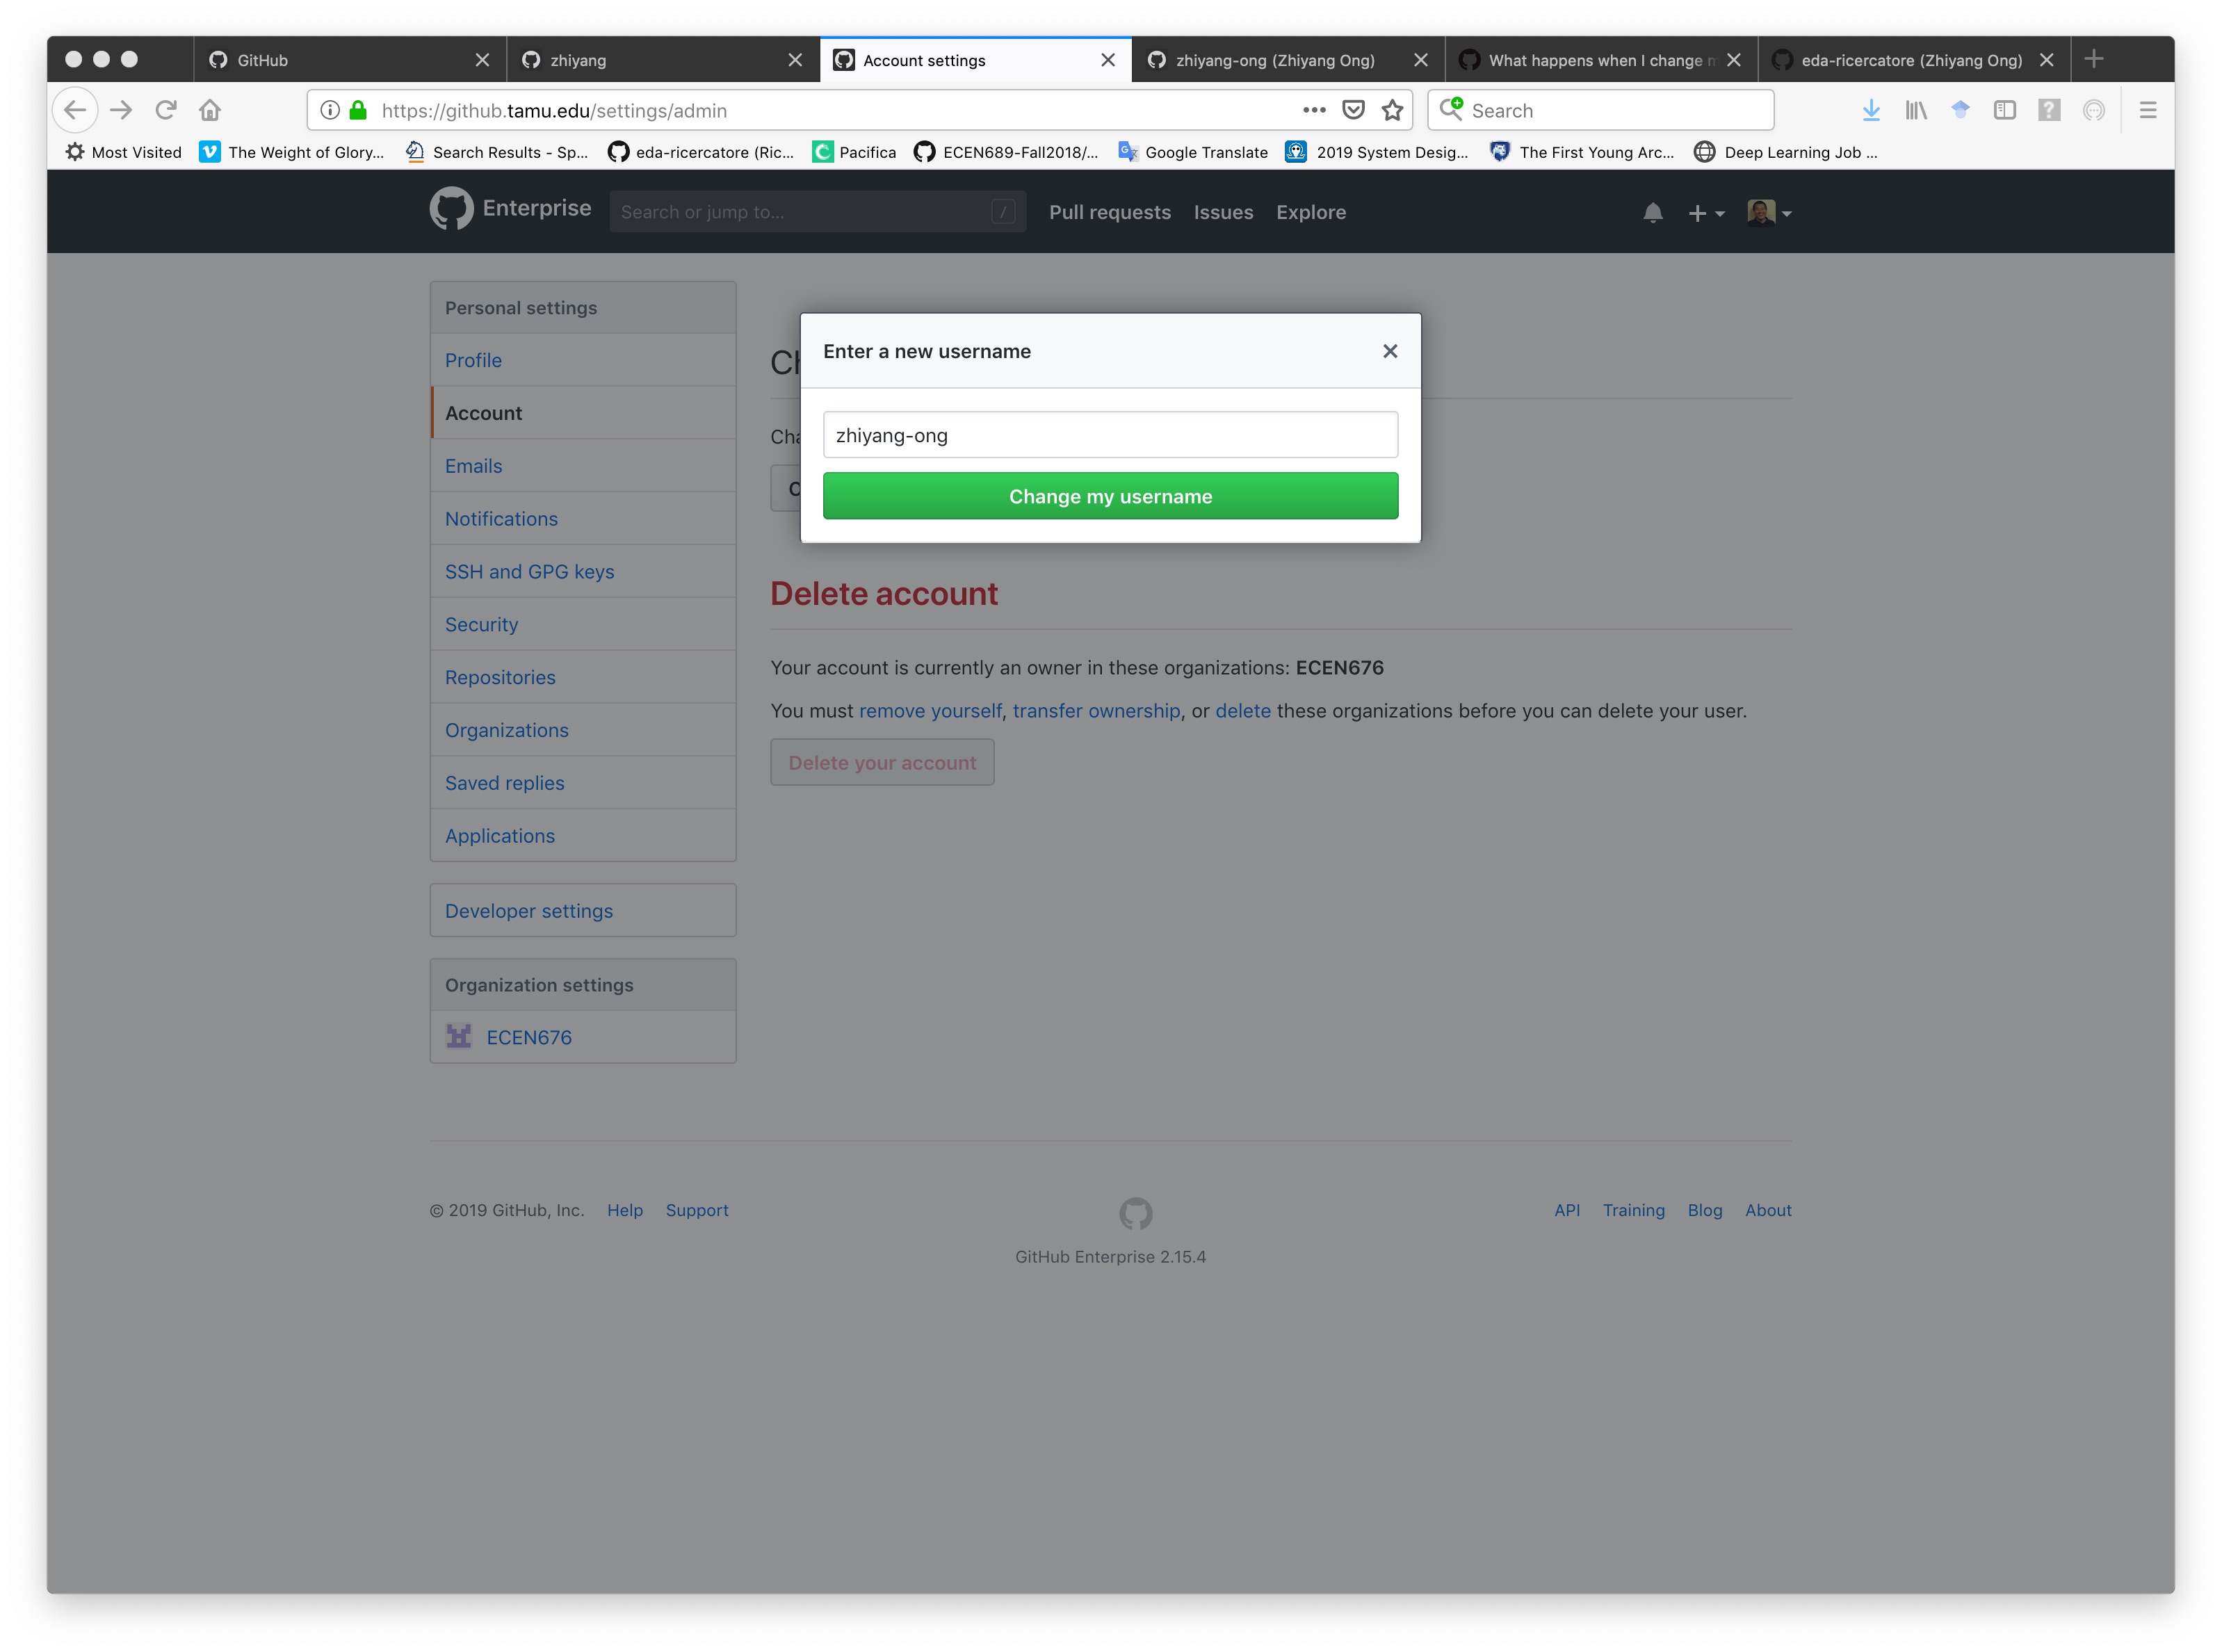 GitHub
zhiyang
Account settings
zhiyang-ong (Zhiyang Ong)
What happens when I change m
eda-ricercatore (Zhiyang Ong)
https://github.tamu.edu/settings/admin
Search
Most Visited
The Weight of Glory...
Search Results - Sp...
eda-ricercatore (Ric...
Pacifica
ECEN689-Fall2018/...
Google Translate
2019 System Desig...
The First Young Arc...
Deep Learning Job ...
Enterprise
Search or jump to...
/
Pull requests
Issues
Explore
Personal settings
Profile
Account
Emails
Notifications
SSH and GPG keys
Security
Repositories
Organizations
Saved replies
Applications
Developer settings
Organization settings
ECEN676
Enter a new username
zhiyang-ong
Change my username
Delete account
Your account is currently an owner in these organizations: ECEN676
You must remove yourself, transfer ownership, or delete these organizations before you can delete your user.
Delete your account
© 2019 GitHub, Inc.
Help
Support
GitHub Enterprise 2.15.4
API
Training
Blog
About